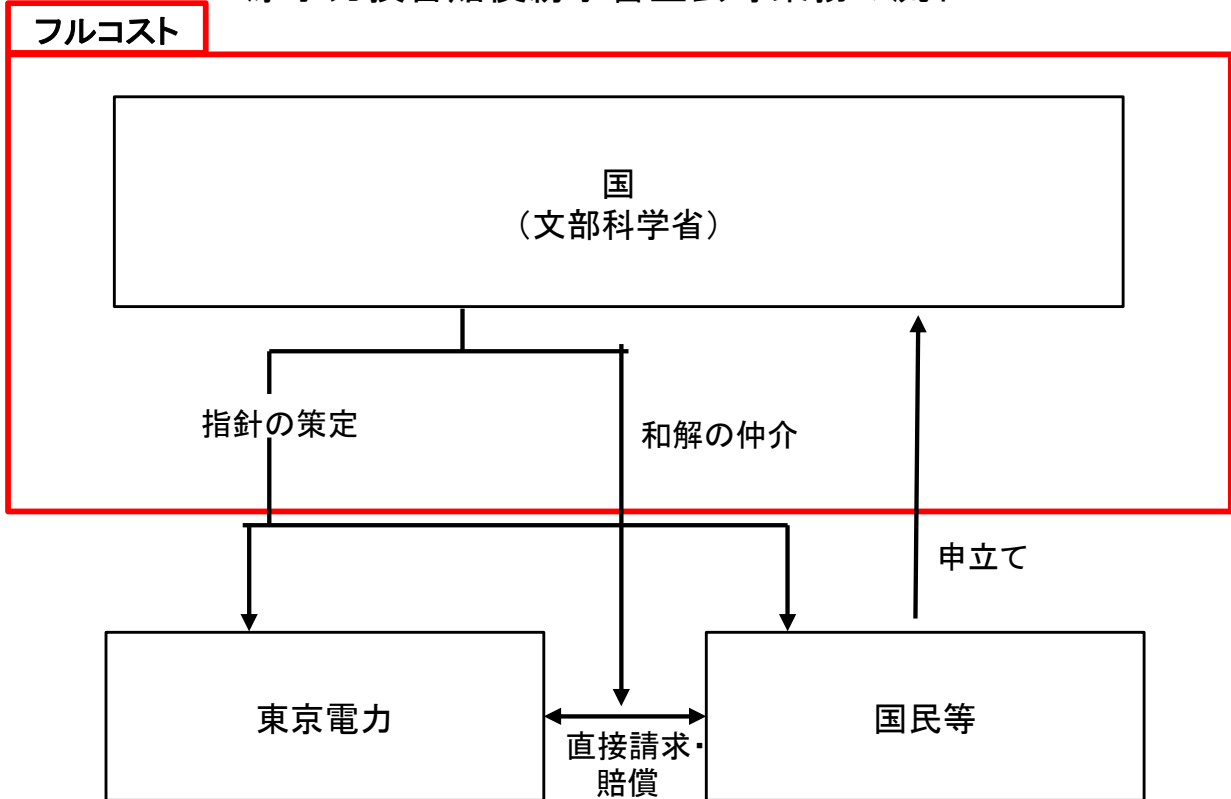 フルコスト
国
（文部科学省）
指針の策定
和解の仲介
申立て
東京電力
国民等
直接請求・
賠償